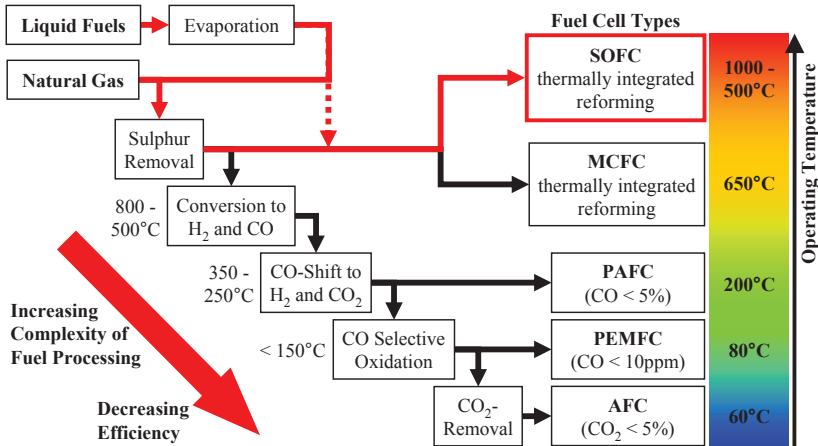 Fuel Cell Types
Liquid Fuels
Evaporation
Natural Gas
SOFC
thermally integrated
reforming
1000 -
500°C
Sulphur
Removal
MCFC
thermally integrated
reforming
650°C
Operating Temperature
800 -
500°C
Conversion to
H₂ and CO
350 -
250°C
CO-Shift to
H₂ and CO₂
PAFC
(CO < 5%)
200°C
Increasing
Complexity of
Fuel Processing
< 150°C
CO Selective
Oxidation
PEMFC
(CO < 10ppm)
80°C
Decreasing
Efficiency
CO₂-
Removal
AFC
(CO₂ < 5%)
60°C